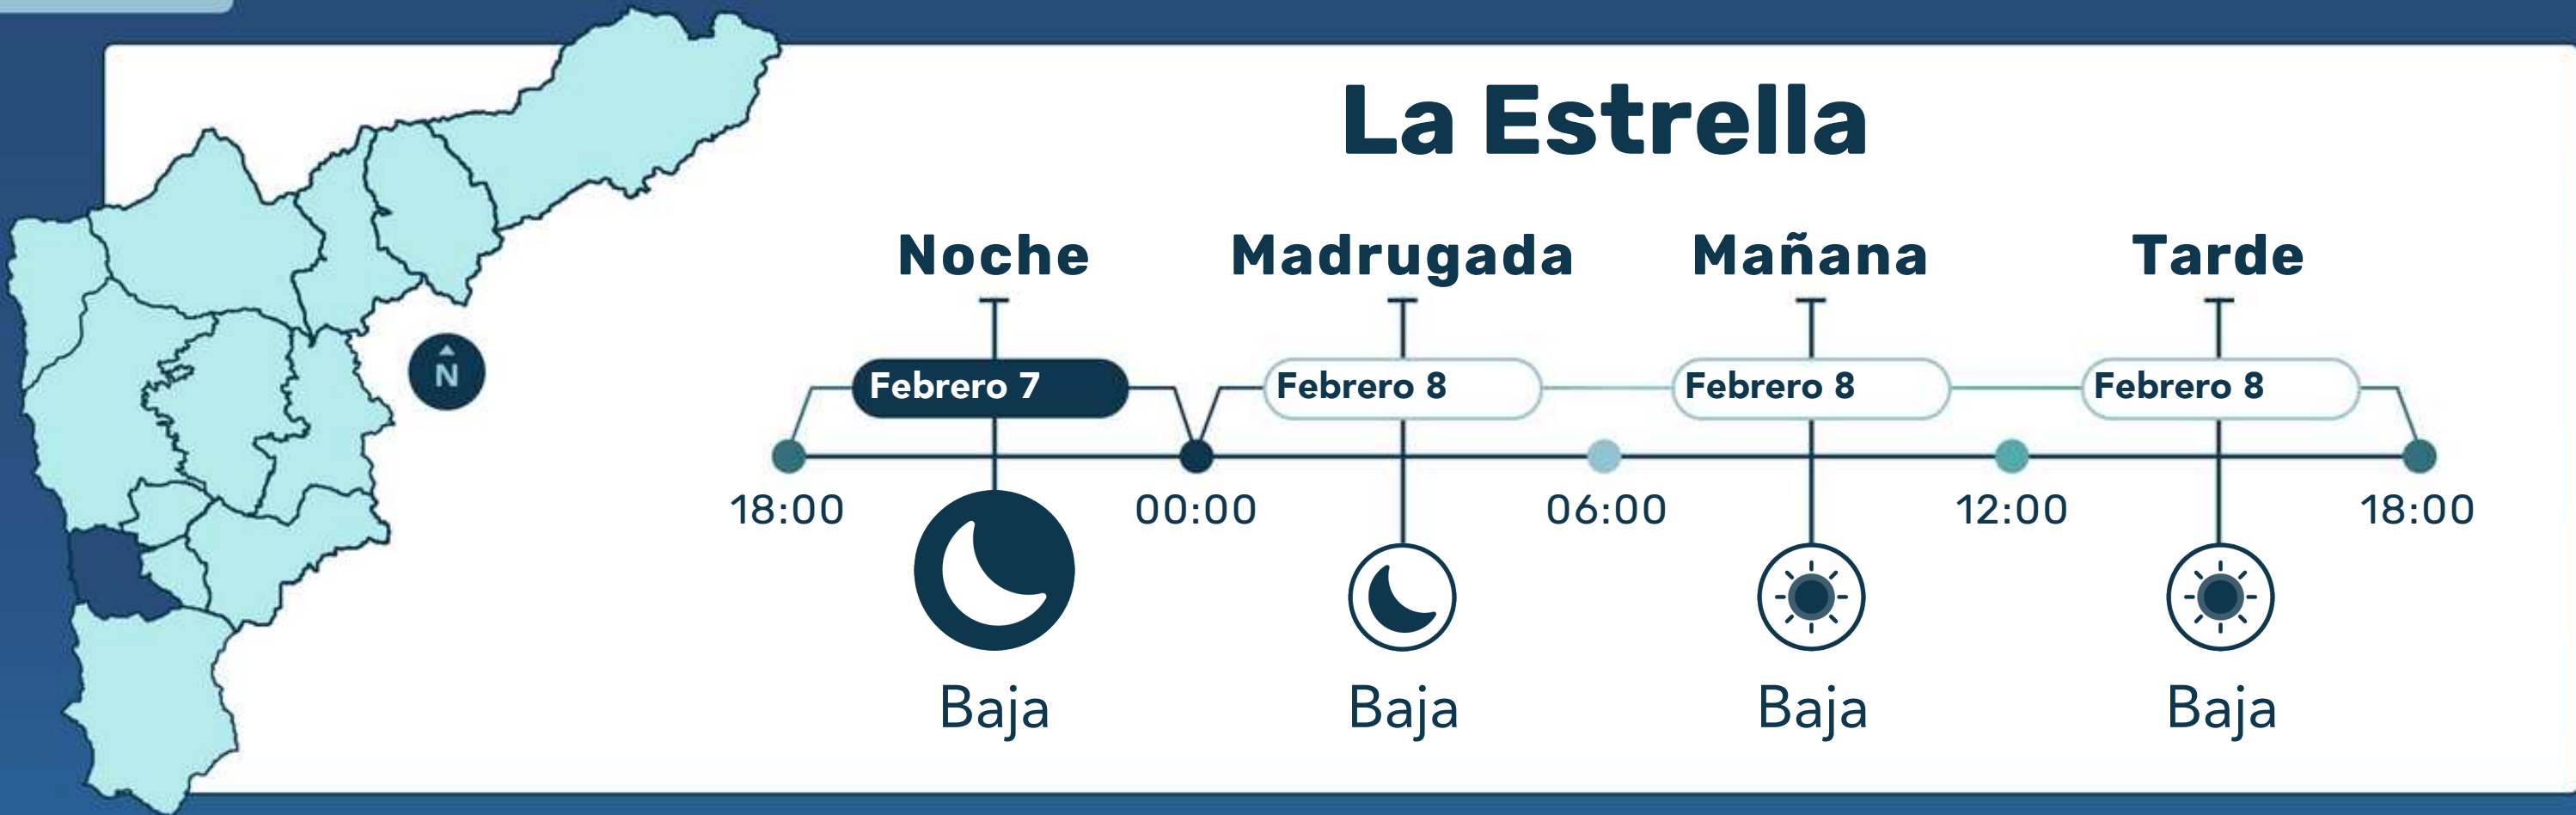 La Estrella
Noche Madrugada Mañana Tarde
N
Febrero 7 Febrero 8 Febrero 8 Febrero 8
18:00 00:00 06:00 12:00 18:00
Baja Baja Baja Baja